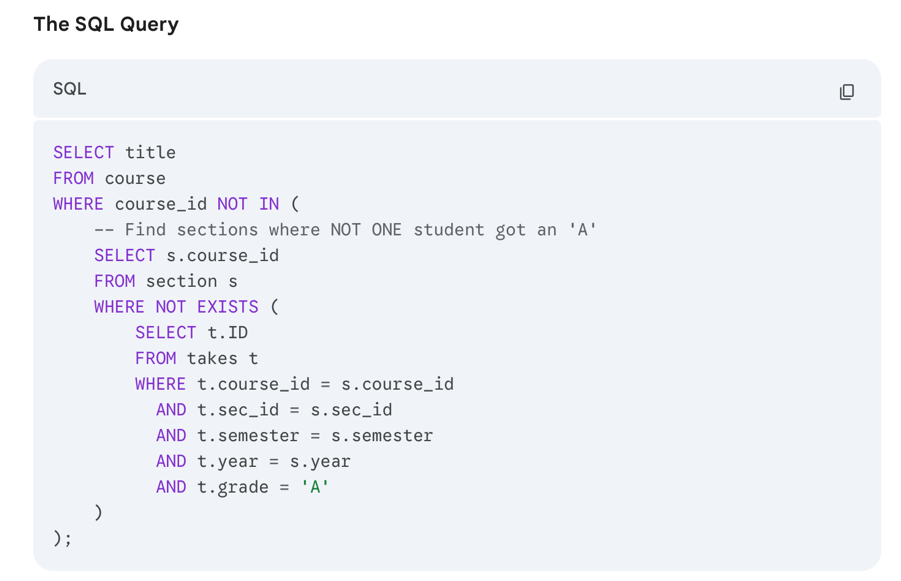 The SQL Query
SQL
SELECT title
FROM course
WHERE course_id NOT IN (
    -- Find sections where NOT ONE student got an 'A'
    SELECT s.course_id
    FROM section s
    WHERE NOT EXISTS (
        SELECT t.ID
        FROM takes t
        WHERE t.course_id = s.course_id
          AND t.sec_id = s.sec_id
          AND t.semester = s.semester
          AND t.year = s.year
          AND t.grade = 'A'
    )
);